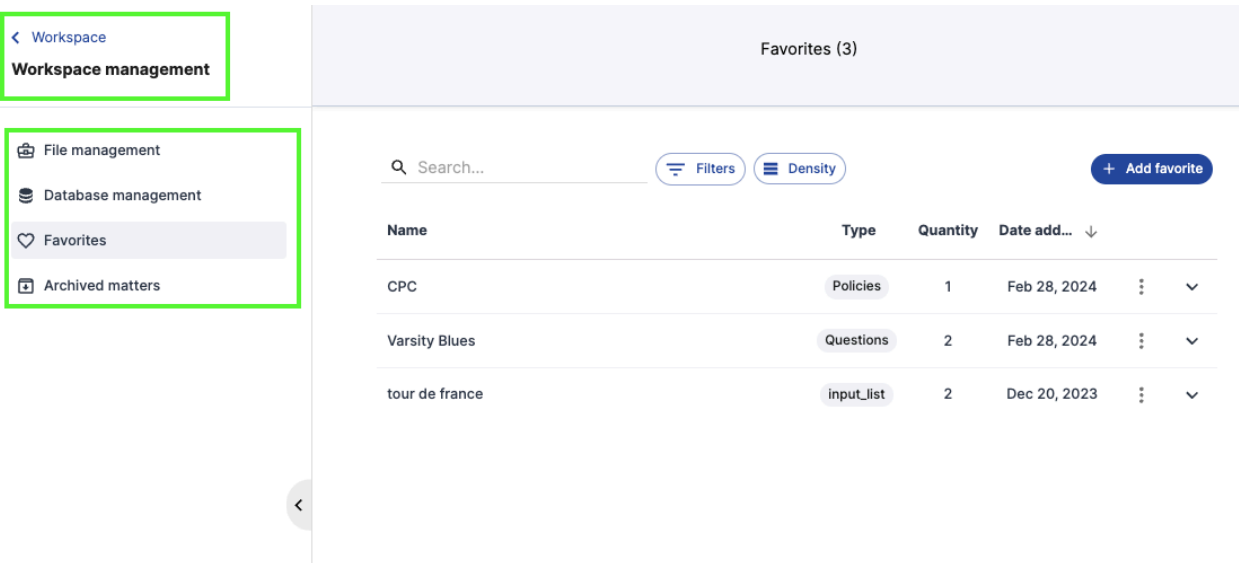 Workspace
Workspace management
File management
Database management
Favorites
Archived matters
Favorites (3)
Search... Filters Density + Add favorite
Name Type Quantity Date add...
CPC Policies 1 Feb 28, 2024
Varsity Blues Questions 2 Feb 28, 2024
tour de france input_list 2 Dec 20, 2023